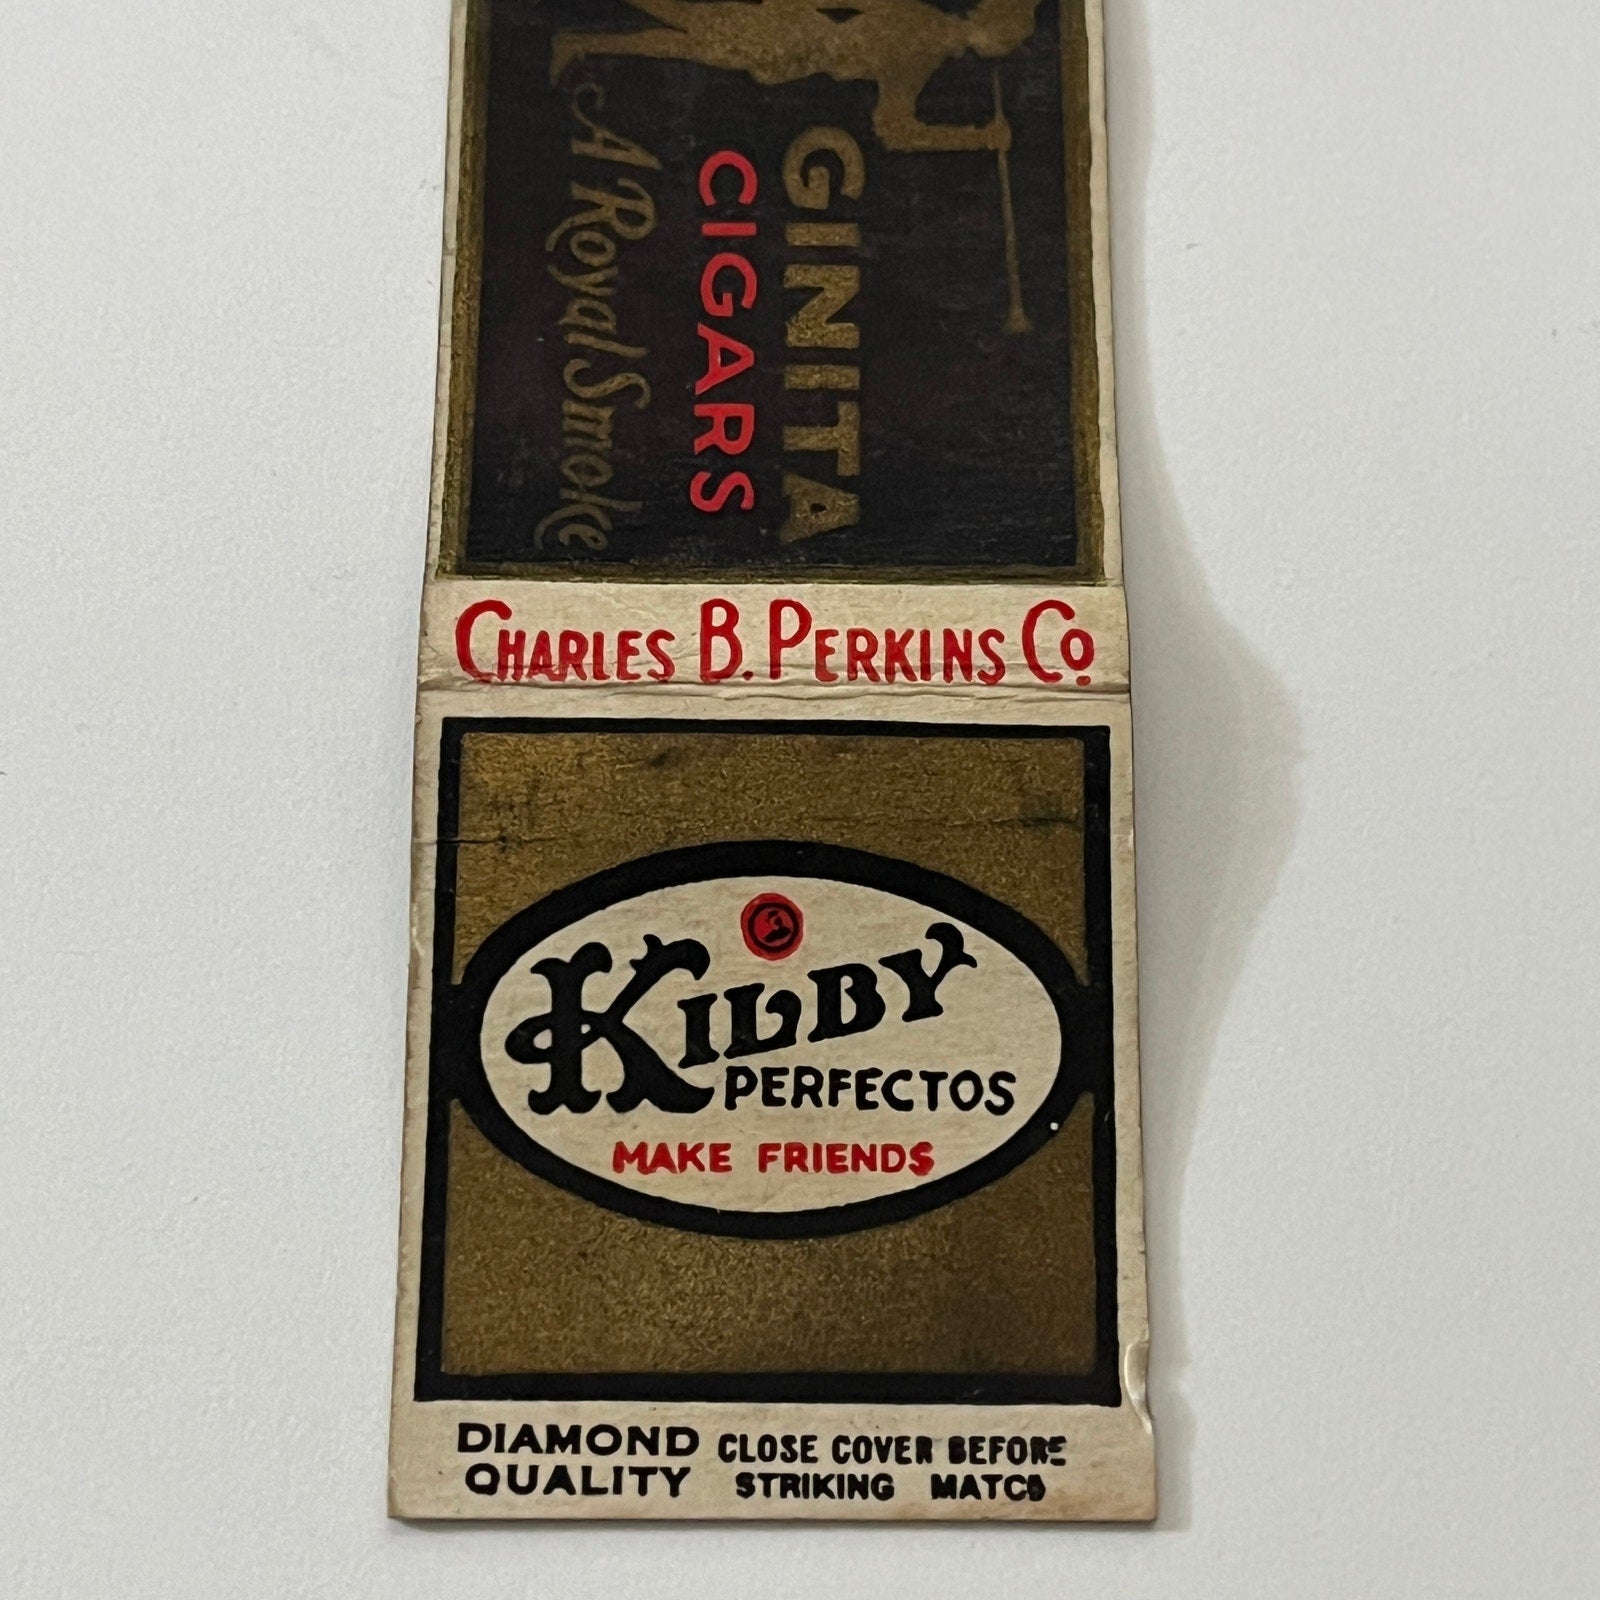 GINITA
CIGARS
A Royal Smoke
CHARLES B. PERKINS CO.
KILBY
PERFECTOS
MAKE FRIENDS
DIAMOND QUALITY
CLOSE COVER BEFORE
STRIKING MATCH